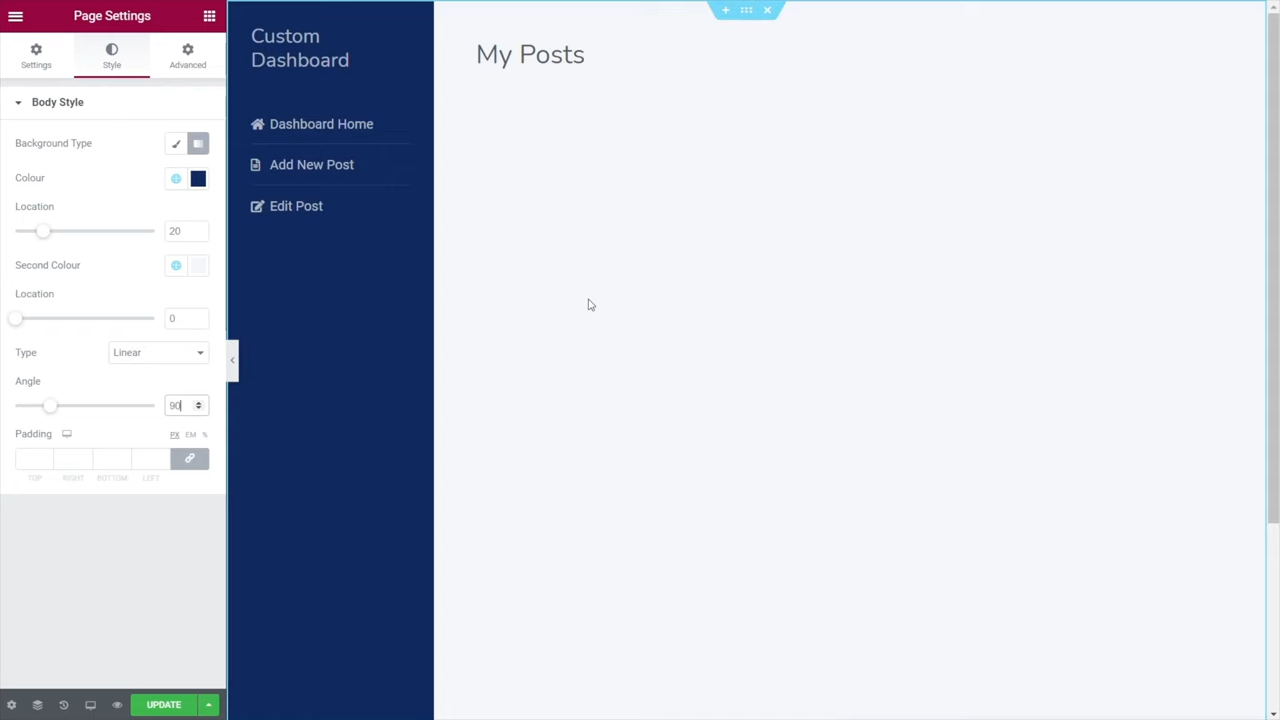 Page Settings
Settings
Style
Advanced
Body Style
Background Type
Colour
Location
20
Second Colour
Location
0
Type
Linear
Angle
90
Padding
PX EM %
TOP RIGHT BOTTOM LEFT
UPDATE
Custom
Dashboard
Dashboard Home
Add New Post
Edit Post
My Posts